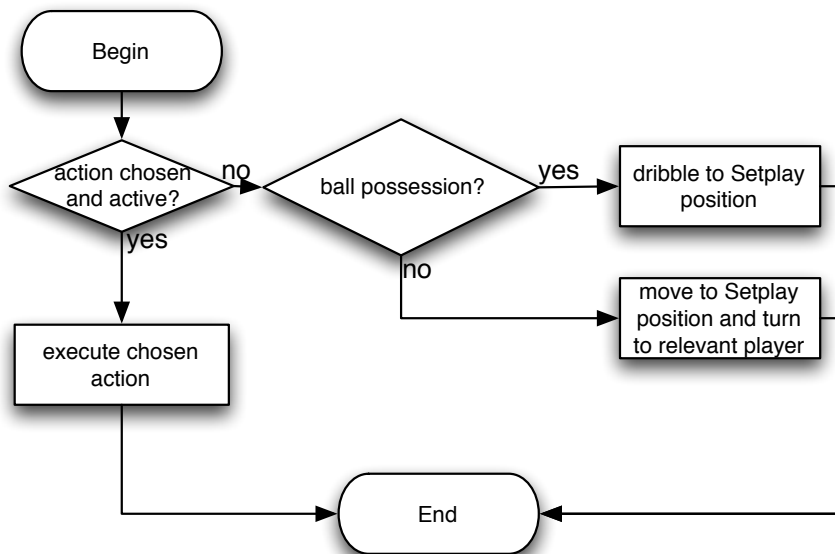 Begin
action chosen
and active?
no
yes
ball possession?
yes
no
dribble to Setplay
position
move to Setplay
position and turn
to relevant player
execute chosen
action
End